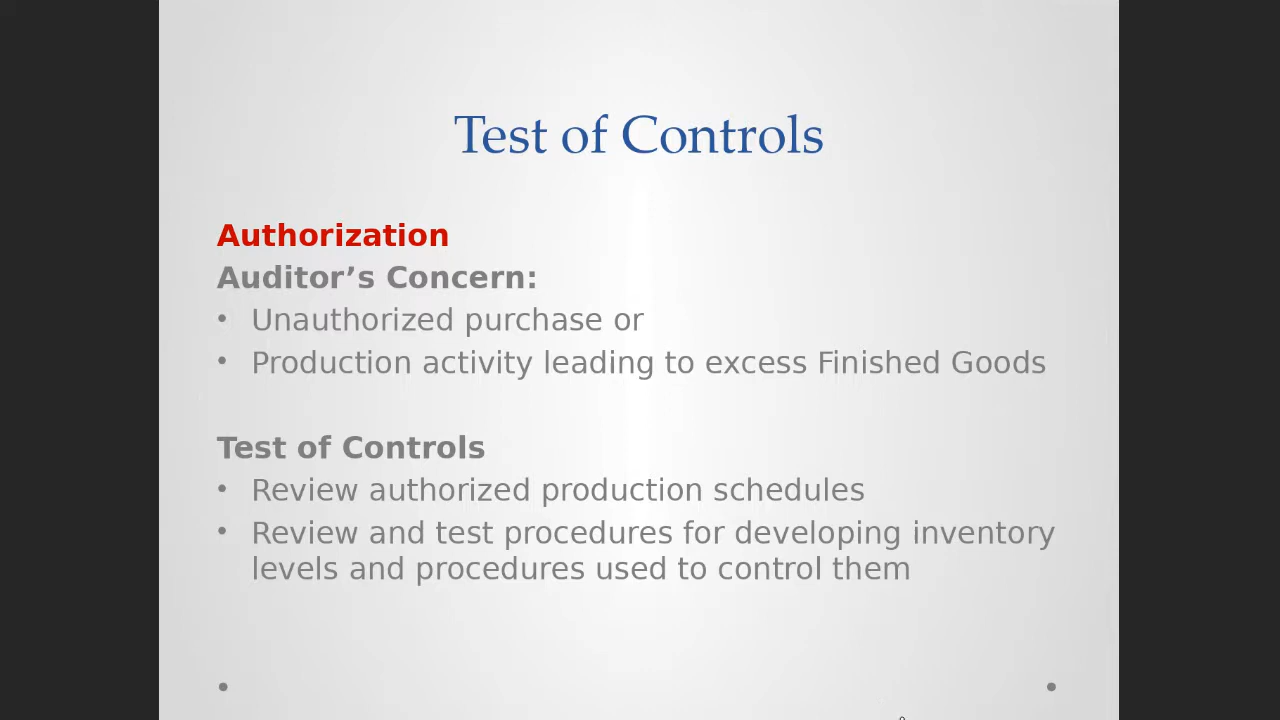 Test of Controls
Authorization
Auditor’s Concern:
• Unauthorized purchase or
• Production activity leading to excess Finished Goods
Test of Controls
• Review authorized production schedules
• Review and test procedures for developing inventory
levels and procedures used to control them